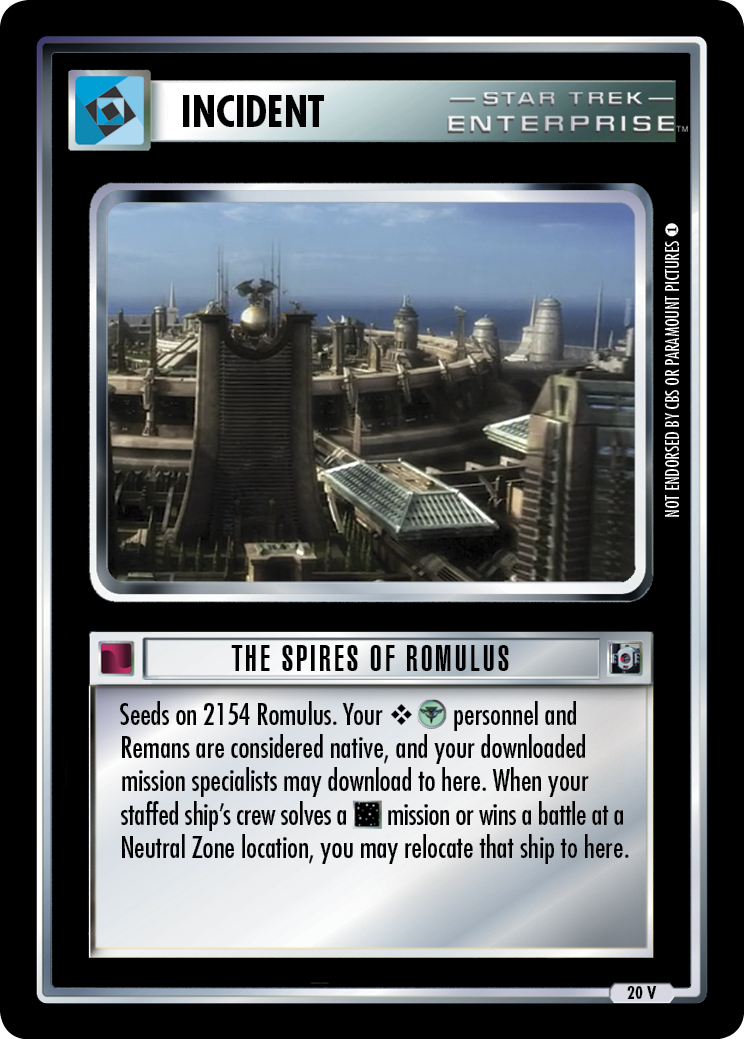 INCIDENT
— STAR TREK —
ENTERPRISE™
NOT ENDORSED BY CBS OR PARAMOUNT PICTURES 1
THE SPIRES OF ROMULUS
Seeds on 2154 Romulus. Your personnel and
Remans are considered native, and your downloaded
mission specialists may download to here. When your
staffed ship's crew solves a mission or wins a battle at a
Neutral Zone location, you may relocate that ship to here.
20 V